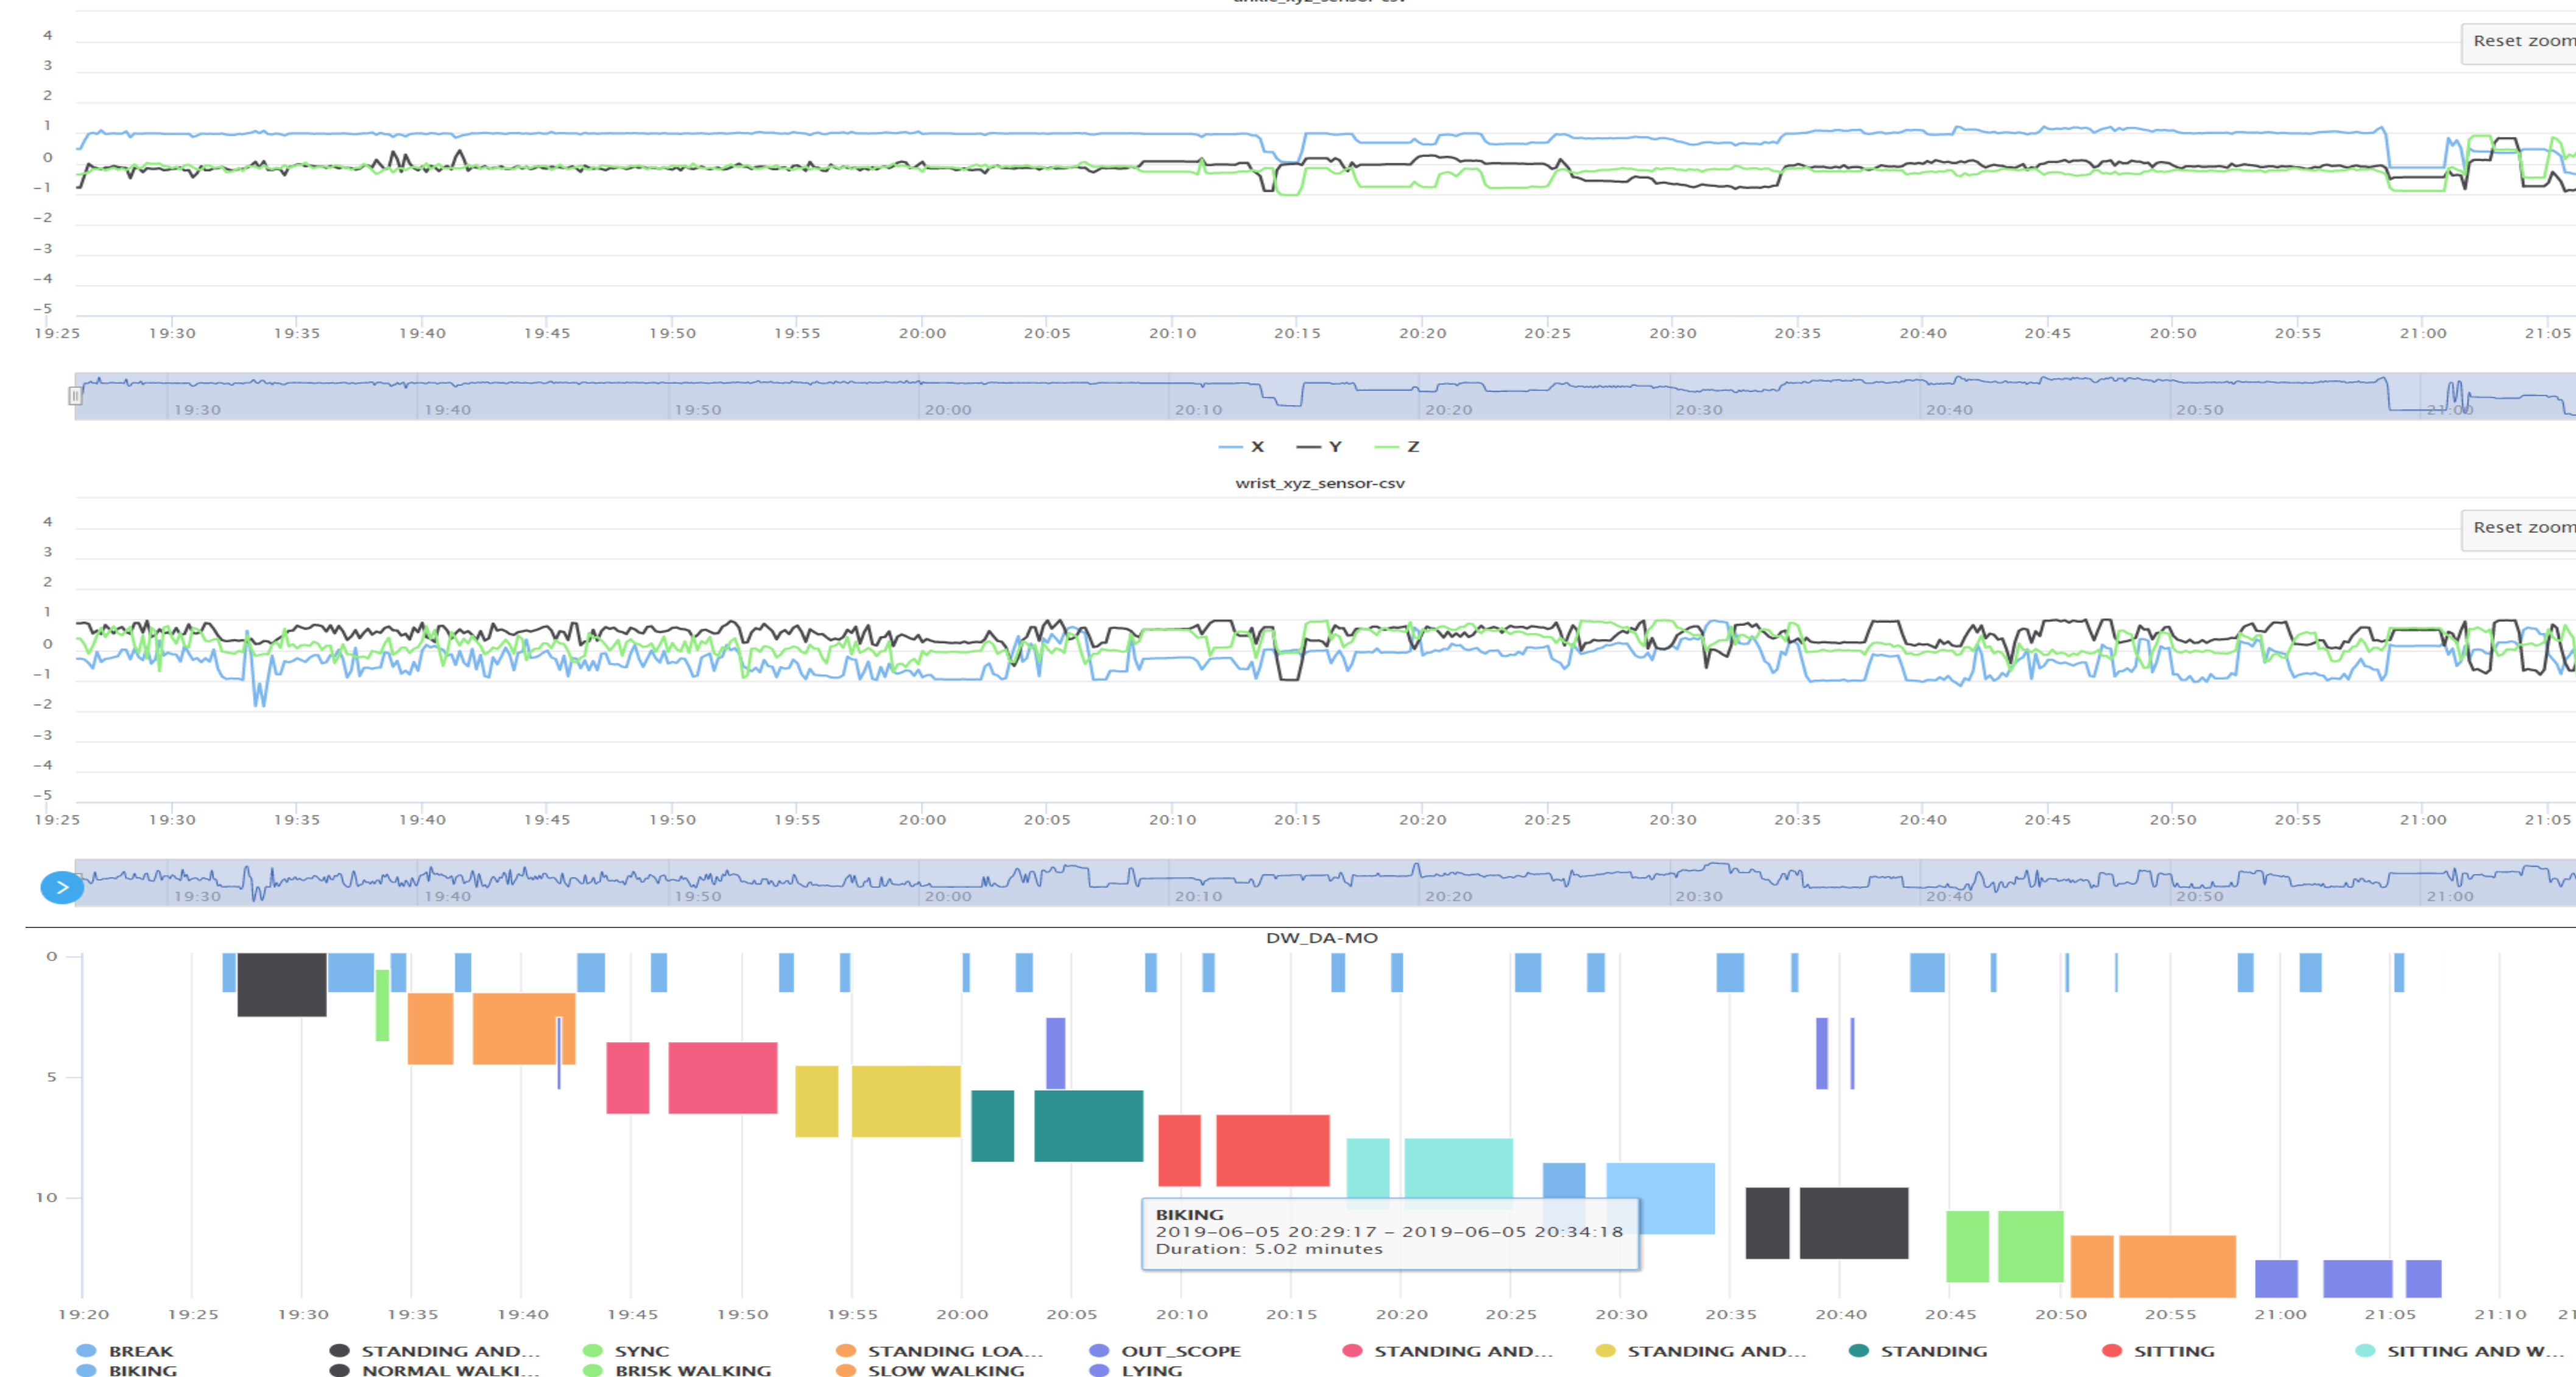 ankle_xyz_sensor-csv
4
Reset zoom
3
2
1
0
−1
−2
−3
−4
−5
19:25 19:30 19:35 19:40 19:45 19:50 19:55 20:00 20:05 20:10 20:15 20:20 20:25 20:30 20:35 20:40 20:45 20:50 20:55 21:00 21:05
19:30 19:40 19:50 20:00 20:10 20:20 20:30 20:40 20:50 21:00
X Y Z
wrist_xyz_sensor-csv
4
Reset zoom
3
2
1
0
−1
−2
−3
−4
−5
19:25 19:30 19:35 19:40 19:45 19:50 19:55 20:00 20:05 20:10 20:15 20:20 20:25 20:30 20:35 20:40 20:45 20:50 20:55 21:00 21:05
19:30 19:40 19:50 20:00 20:10 20:20 20:30 20:40 20:50 21:00
DW_DA-MO
0
5
10
BIKING
2019-06-05 20:29:17 - 2019-06-05 20:34:18
Duration: 5.02 minutes
19:20 19:25 19:30 19:35 19:40 19:45 19:50 19:55 20:00 20:05 20:10 20:15 20:20 20:25 20:30 20:35 20:40 20:45 20:50 20:55 21:00 21:05 21:10
BREAK STANDING AND... SYNC STANDING LOA... OUT_SCOPE STANDING AND... STANDING AND... STANDING SITTING SITTING AND W...
BIKING NORMAL WALKI... BRISK WALKING SLOW WALKING LYING